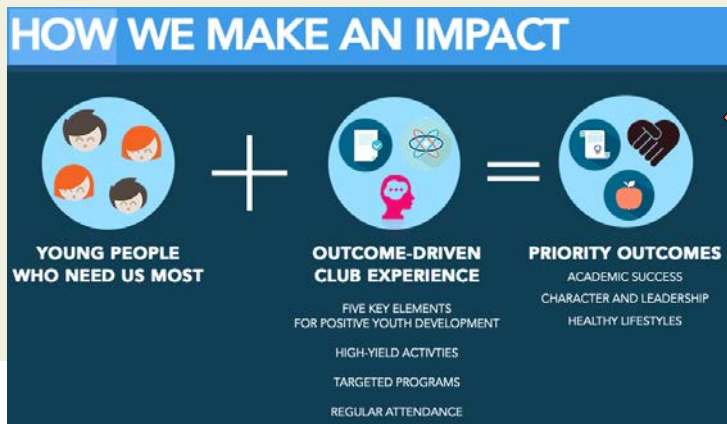 HOW WE MAKE AN IMPACT
YOUNG PEOPLE
WHO NEED US MOST
OUTCOME-DRIVEN
CLUB EXPERIENCE
FIVE KEY ELEMENTS
FOR POSITIVE YOUTH DEVELOPMENT
HIGH-YIELD ACTIVTIES
TARGETED PROGRAMS
REGULAR ATTENDANCE
PRIORITY OUTCOMES
ACADEMIC SUCCESS
CHARACTER AND LEADERSHIP
HEALTHY LIFESTYLES